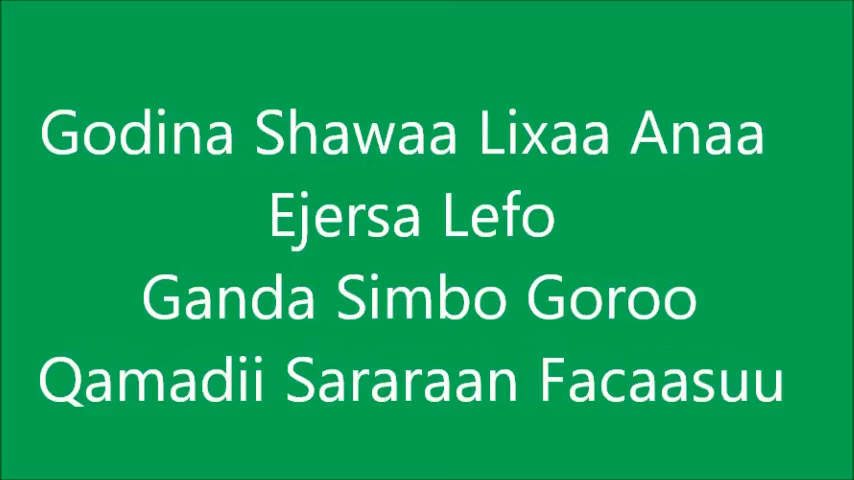 Godina Shawaa Lixaa Anaa
Ejersa Lefo
Ganda Simbo Goroo
Qamadii Sararaan Facaasuu